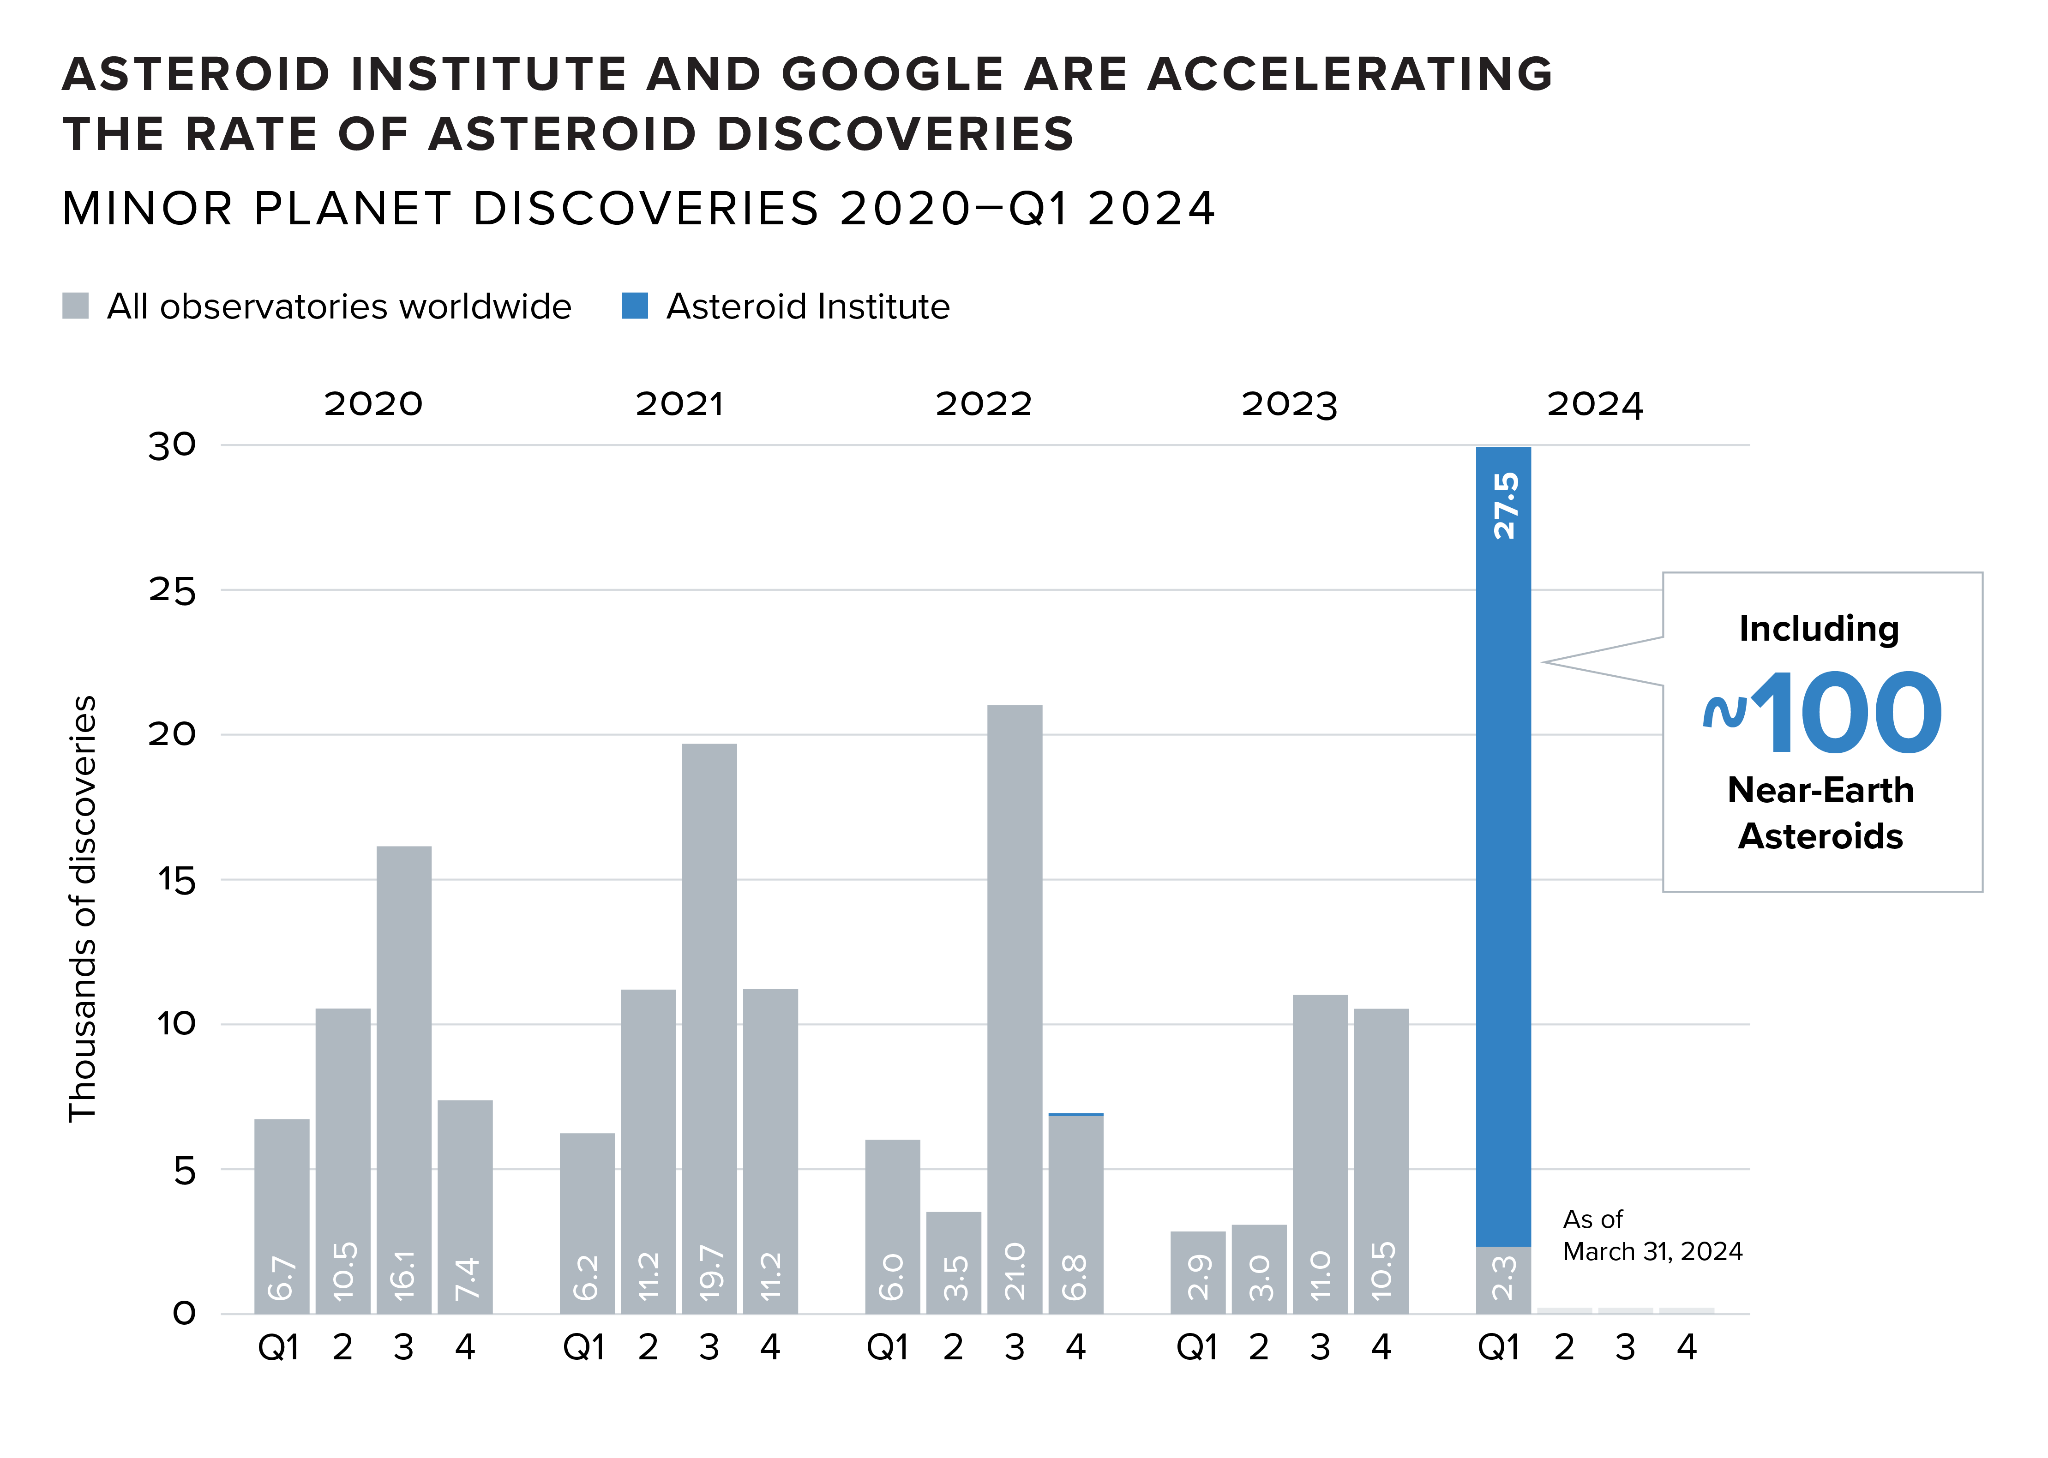 ASTEROID INSTITUTE AND GOOGLE ARE ACCELERATING
THE RATE OF ASTEROID DISCOVERIES
MINOR PLANET DISCOVERIES 2020–Q1 2024
All observatories worldwide Asteroid Institute
2020 2021 2022 2023 2024
30
25
20
15
10
5
0
Thousands of discoveries
6.7 10.5 16.1 7.4 6.2 11.2 19.7 11.2 6.0 3.5 21.0 6.8 2.9 3.0 11.0 10.5 2.3
27.5
Including
~100
Near-Earth
Asteroids
As of
March 31, 2024
Q1 2 3 4 Q1 2 3 4 Q1 2 3 4 Q1 2 3 4 Q1 2 3 4